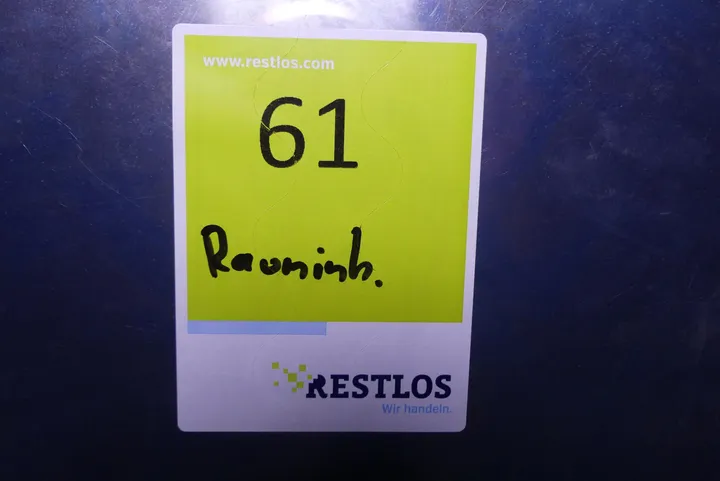 www.restlos.com
61
Rauminh.
RESTLOS
Wir handeln.